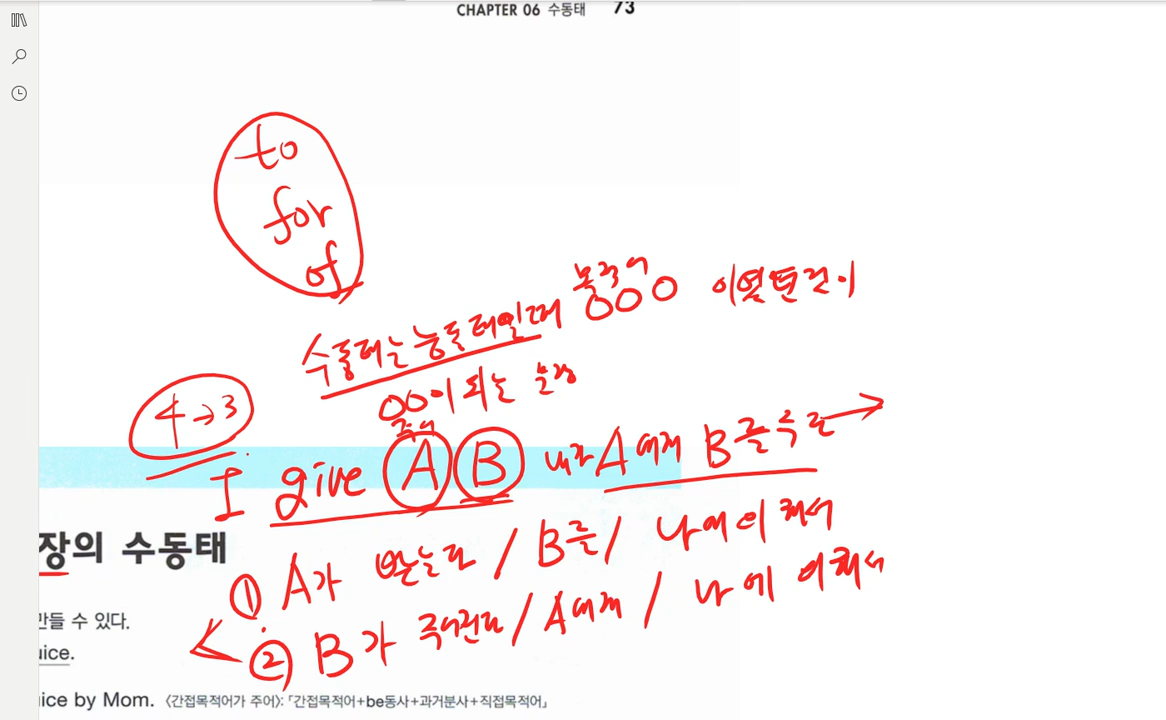 CHAPTER 06 수동태 73
to
for
of
목적어
수동태는 능동태일때 OOO 이였던것이
OO이 되는 문장
주어
4→3
I give A B 내가 A에게 B를 주는
장의 수동태
① A가 받는다 / B를 / 나에 의해서
② B가 주어진다 / A에게 / 나에 의해서
만들 수 있다.
uice.
ice by Mom. 〈간접목적어가 주어〉: 「간접목적어+be동사+과거분사+직접목적어」